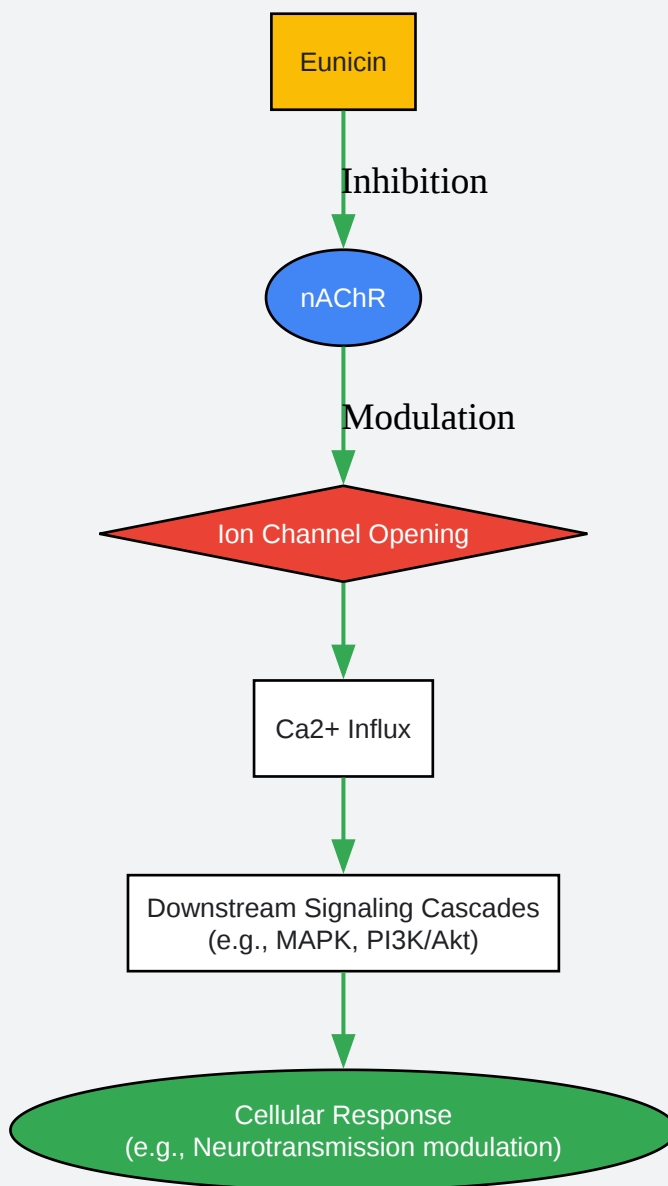 Eunicin
Inhibition
nAChR
Modulation
Ion Channel Opening
Ca2+ Influx
Downstream Signaling Cascades
(e.g., MAPK, PI3K/Akt)
Cellular Response
(e.g., Neurotransmission modulation)